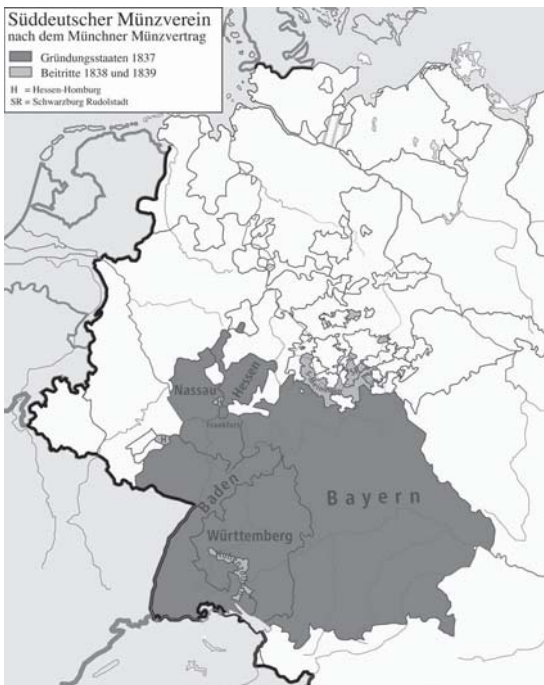 Süddeutscher Münzverein
nach dem Münchner Münzvertrag
Gründungsstaaten 1837
Beitritte 1838 und 1839
H = Hessen-Homburg
SR = Schwarzburg Rudolstadt
Nassau
Hessen
Frankfurt
H
Baden
Bayern
Württemberg